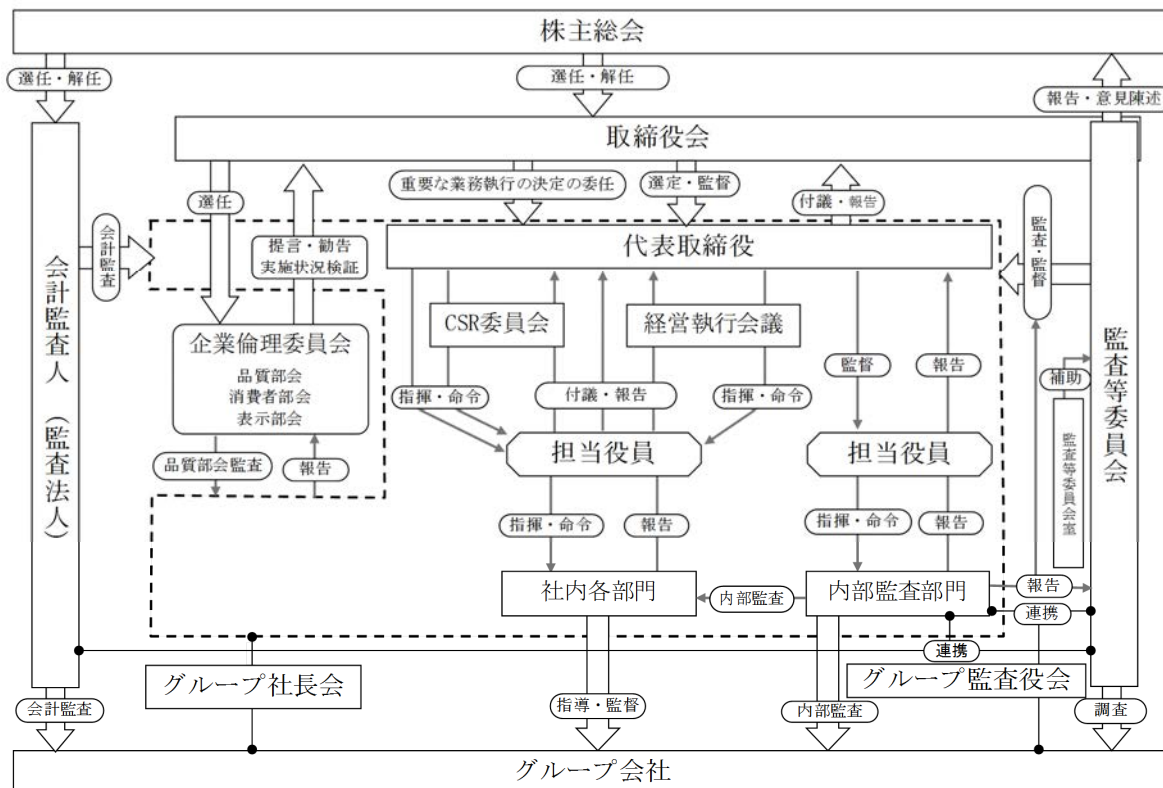 株主総会
選任・解任
選任・解任
報告・意見陳述
取締役会
選任
重要な業務執行の決定の委任
選定・監督
付議・報告
会計監査
提言・勧告
実施状況検証
代表取締役
監査・監督
会計監査人（監査法人）
CSR委員会
経営執行会議
監査等委員会
企業倫理委員会
品質部会
消費者部会
表示部会
監督
報告
補助
指揮・命令
付議・報告
指揮・命令
監査等委員会室
担当役員
担当役員
品質部会監査
報告
指揮・命令
報告
指揮・命令
報告
社内各部門
内部監査
内部監査部門
報告
連携
連携
グループ社長会
グループ監査役会
会計監査
指導・監督
内部監査
調査
グループ会社